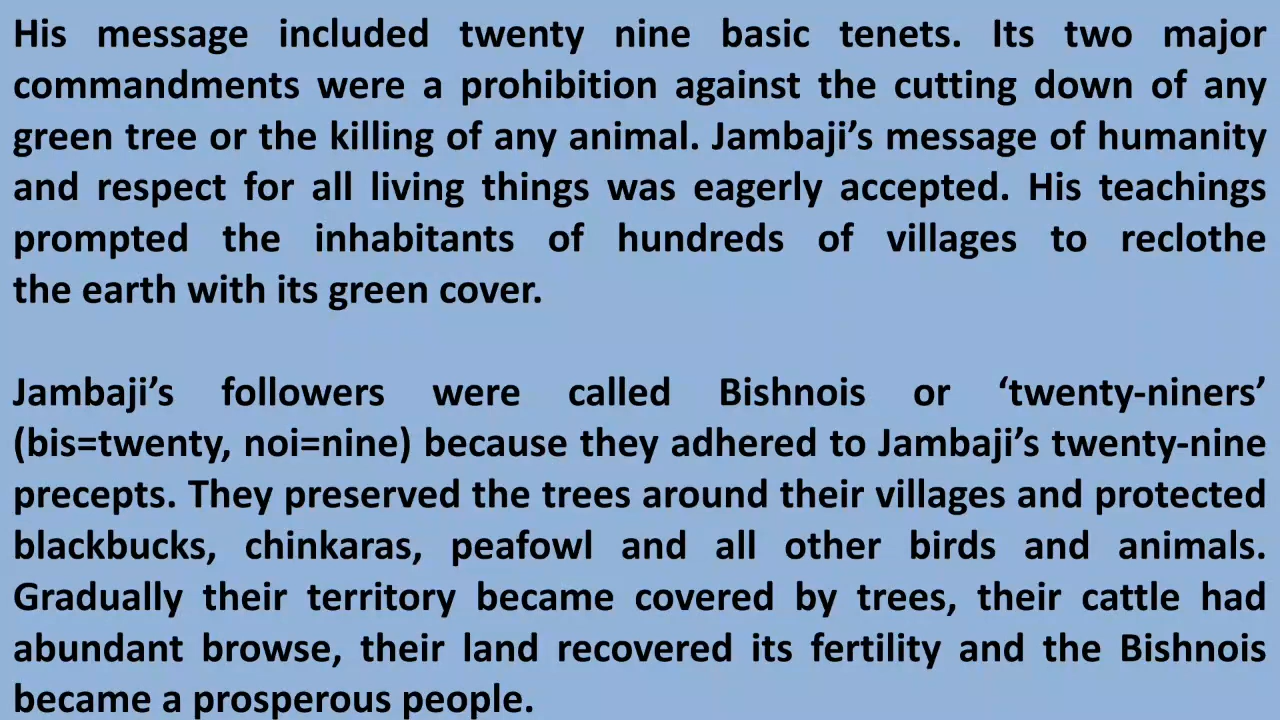 His message included twenty nine basic tenets. Its two major
commandments were a prohibition against the cutting down of any
green tree or the killing of any animal. Jambaji’s message of humanity
and respect for all living things was eagerly accepted. His teachings
prompted the inhabitants of hundreds of villages to reclothe
the earth with its green cover.
Jambaji’s followers were called Bishnois or ‘twenty-niners’
(bis=twenty, noi=nine) because they adhered to Jambaji’s twenty-nine
precepts. They preserved the trees around their villages and protected
blackbucks, chinkaras, peafowl and all other birds and animals.
Gradually their territory became covered by trees, their cattle had
abundant browse, their land recovered its fertility and the Bishnois
became a prosperous people.